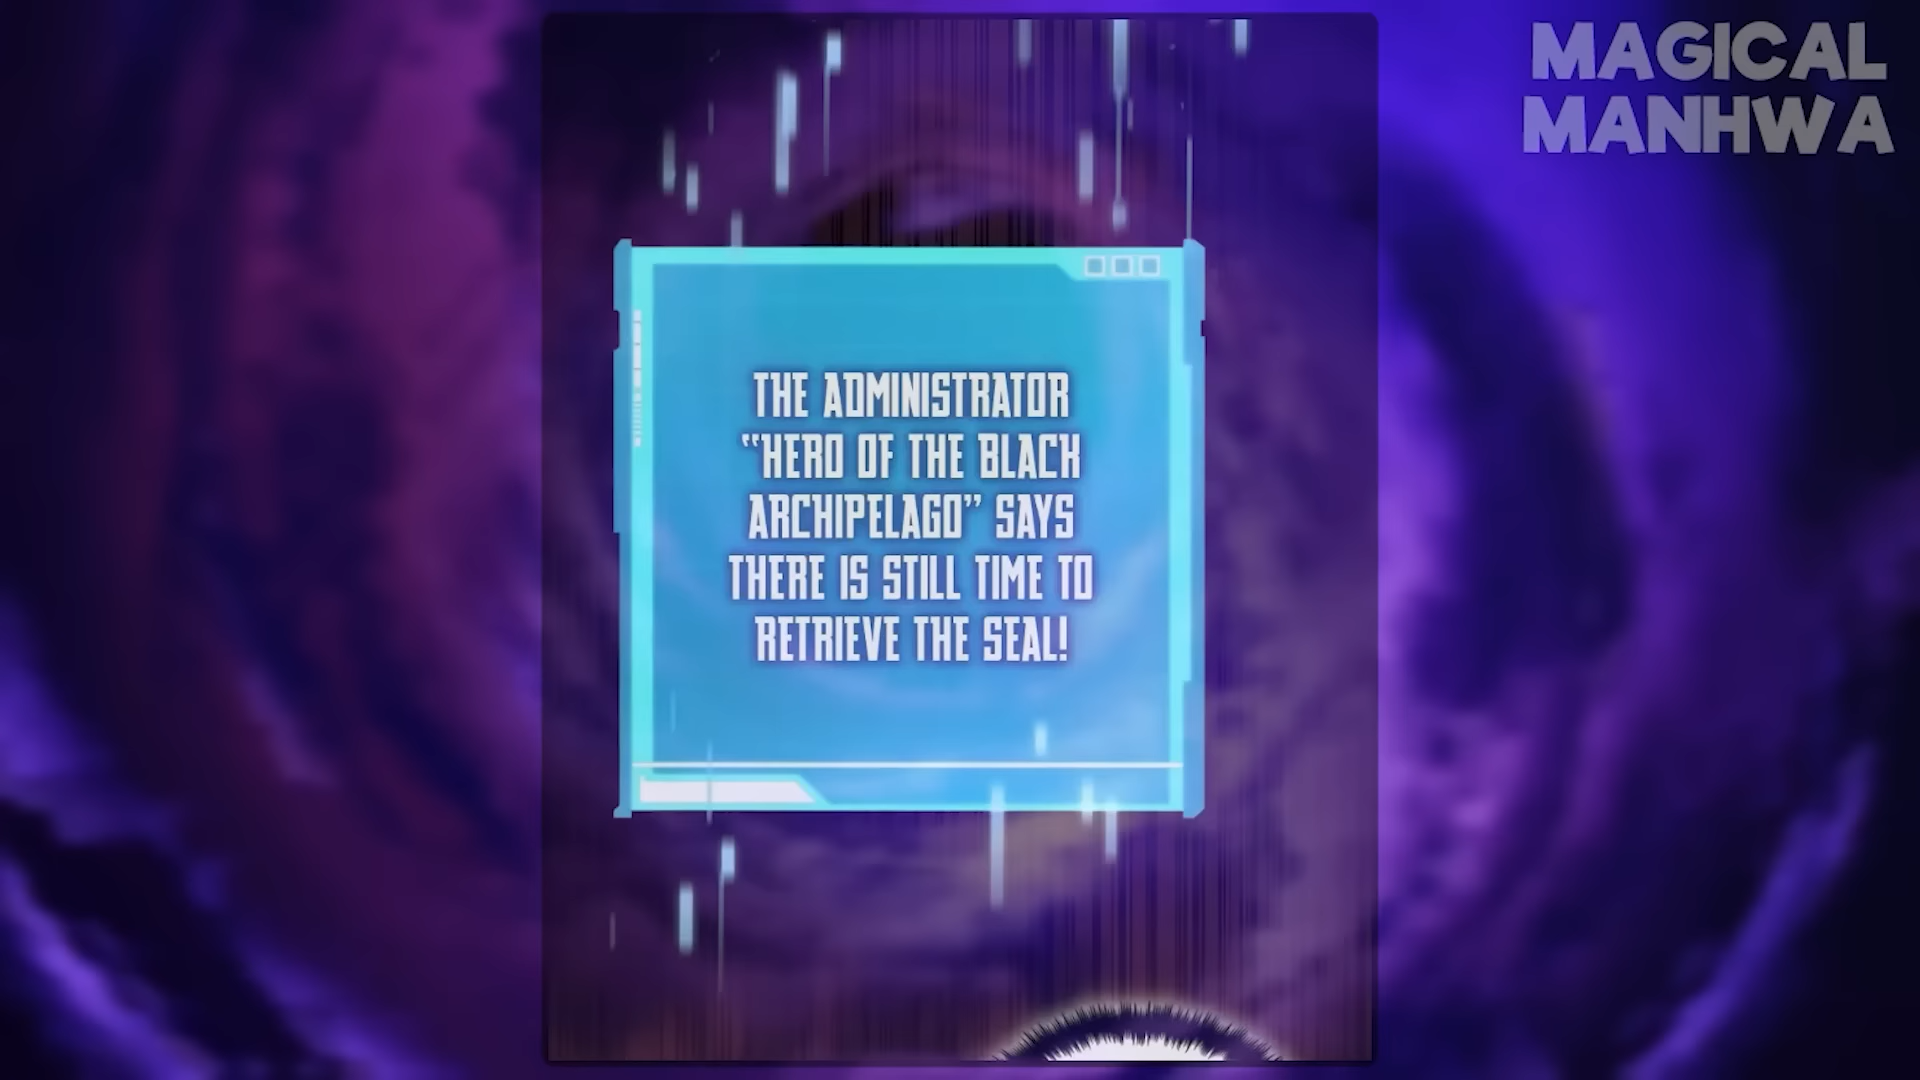 MAGICAL
MANHWA
THE ADMINISTRATOR
“HERO OF THE BLACK
ARCHIPELAGO” SAYS
THERE IS STILL TIME TO
RETRIEVE THE SEAL!